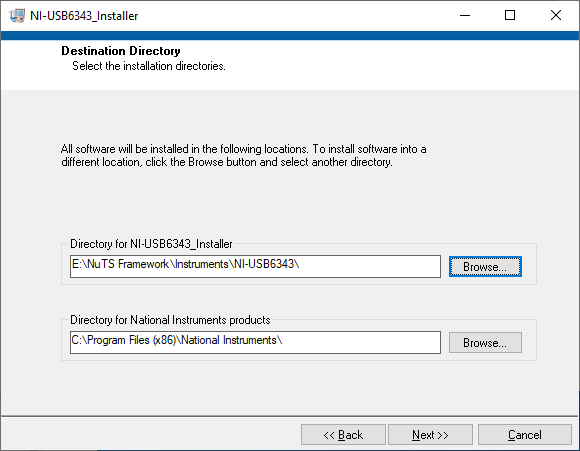 NI-USB6343_Installer
Destination Directory
Select the installation directories.
All software will be installed in the following locations. To install software into a
different location, click the Browse button and select another directory.
Directory for NI-USB6343_Installer
E:\NuTS Framework\Instruments\NI-USB6343\
Browse...
Directory for National Instruments products
C:\Program Files (x86)\National Instruments\
Browse...
<< Back
Next >>
Cancel